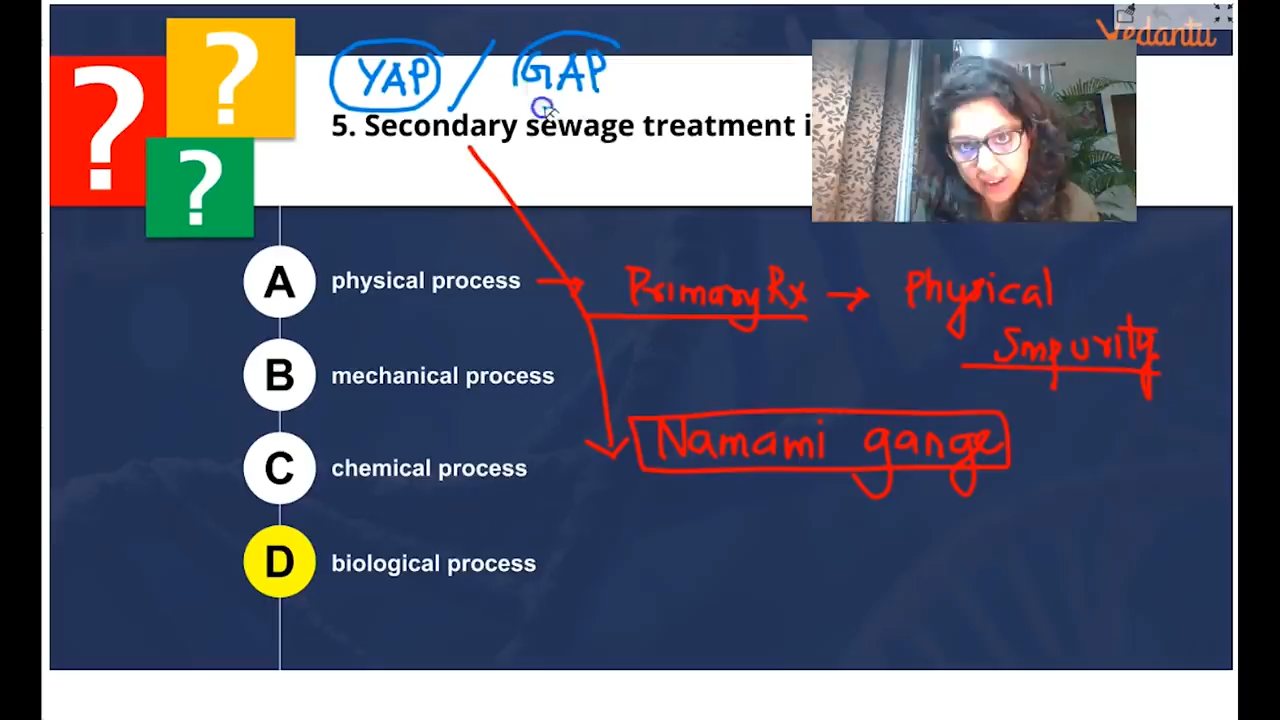 Vedantu
YAP / GAP
5. Secondary sewage treatment i
A physical process
Primary Rx → Physical
Impurity
B mechanical process
Namami gange
C chemical process
D biological process
? ? ?